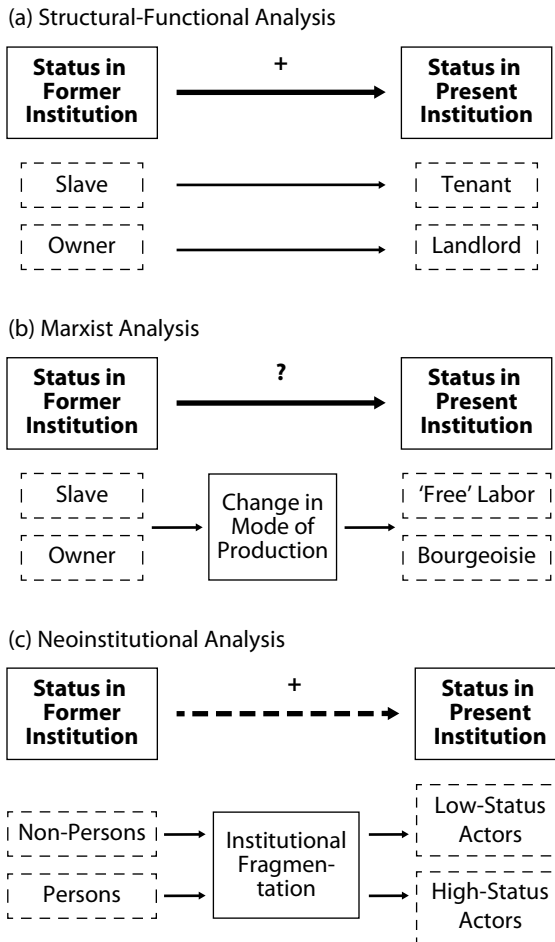 (a) Structural-Functional Analysis
Status in
Former
Institution
+
Status in
Present
Institution
Slave
Tenant
Owner
Landlord
(b) Marxist Analysis
Status in
Former
Institution
?
Status in
Present
Institution
Slave
Owner
Change in
Mode of
Production
‘Free’ Labor
Bourgeoisie
(c) Neoinstitutional Analysis
Status in
Former
Institution
+
Status in
Present
Institution
Non-Persons
Persons
Institutional
Fragmen-
tation
Low-Status
Actors
High-Status
Actors